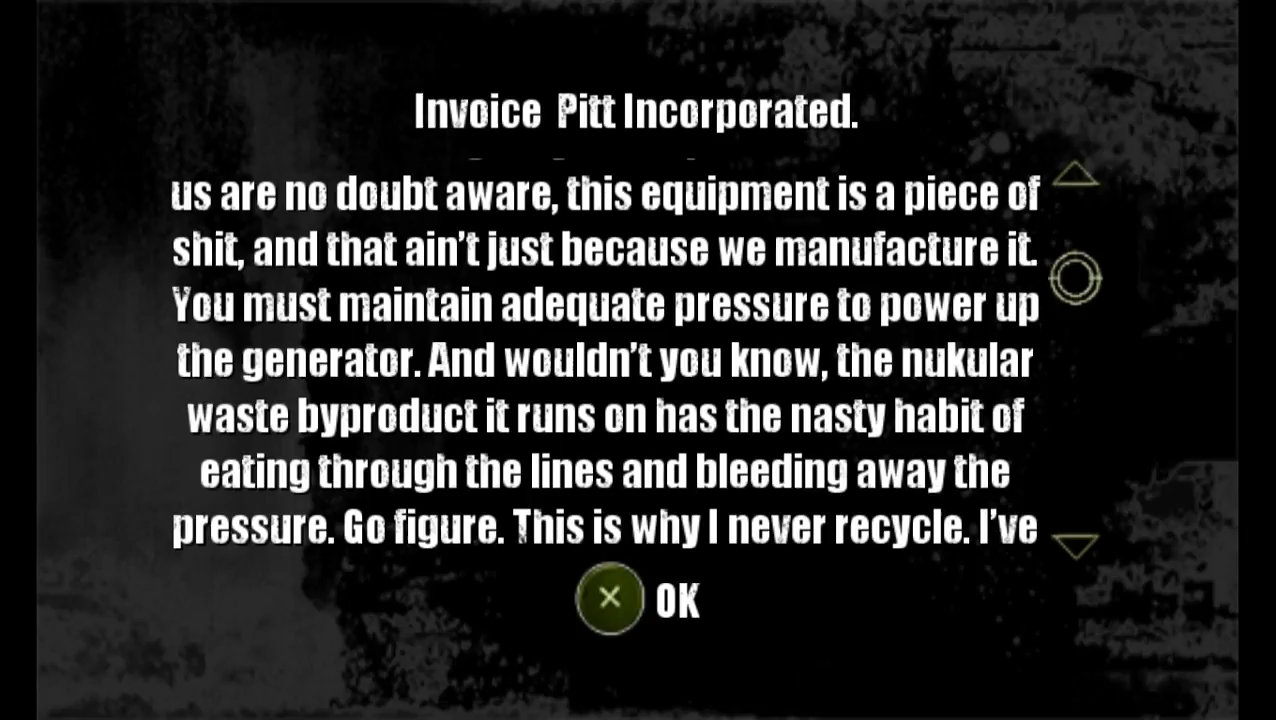 Invoice Pitt Incorporated.
us are no doubt aware, this equipment is a piece of
shit, and that ain't just because we manufacture it.
You must maintain adequate pressure to power up
the generator. And wouldn't you know, the nukular
waste byproduct it runs on has the nasty habit of
eating through the lines and bleeding away the
pressure. Go figure. This is why I never recycle. I've
OK